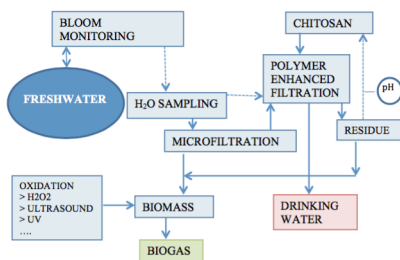 BLOOM
MONITORING
CHITOSAN
FRESHWATER
H₂O SAMPLING
POLYMER
ENHANCED
FILTRATION
pH
MICROFILTRATION
RESIDUE
OXIDATION
> H2O2
> ULTRASOUND
> UV
....
BIOMASS
DRINKING
WATER
BIOGAS